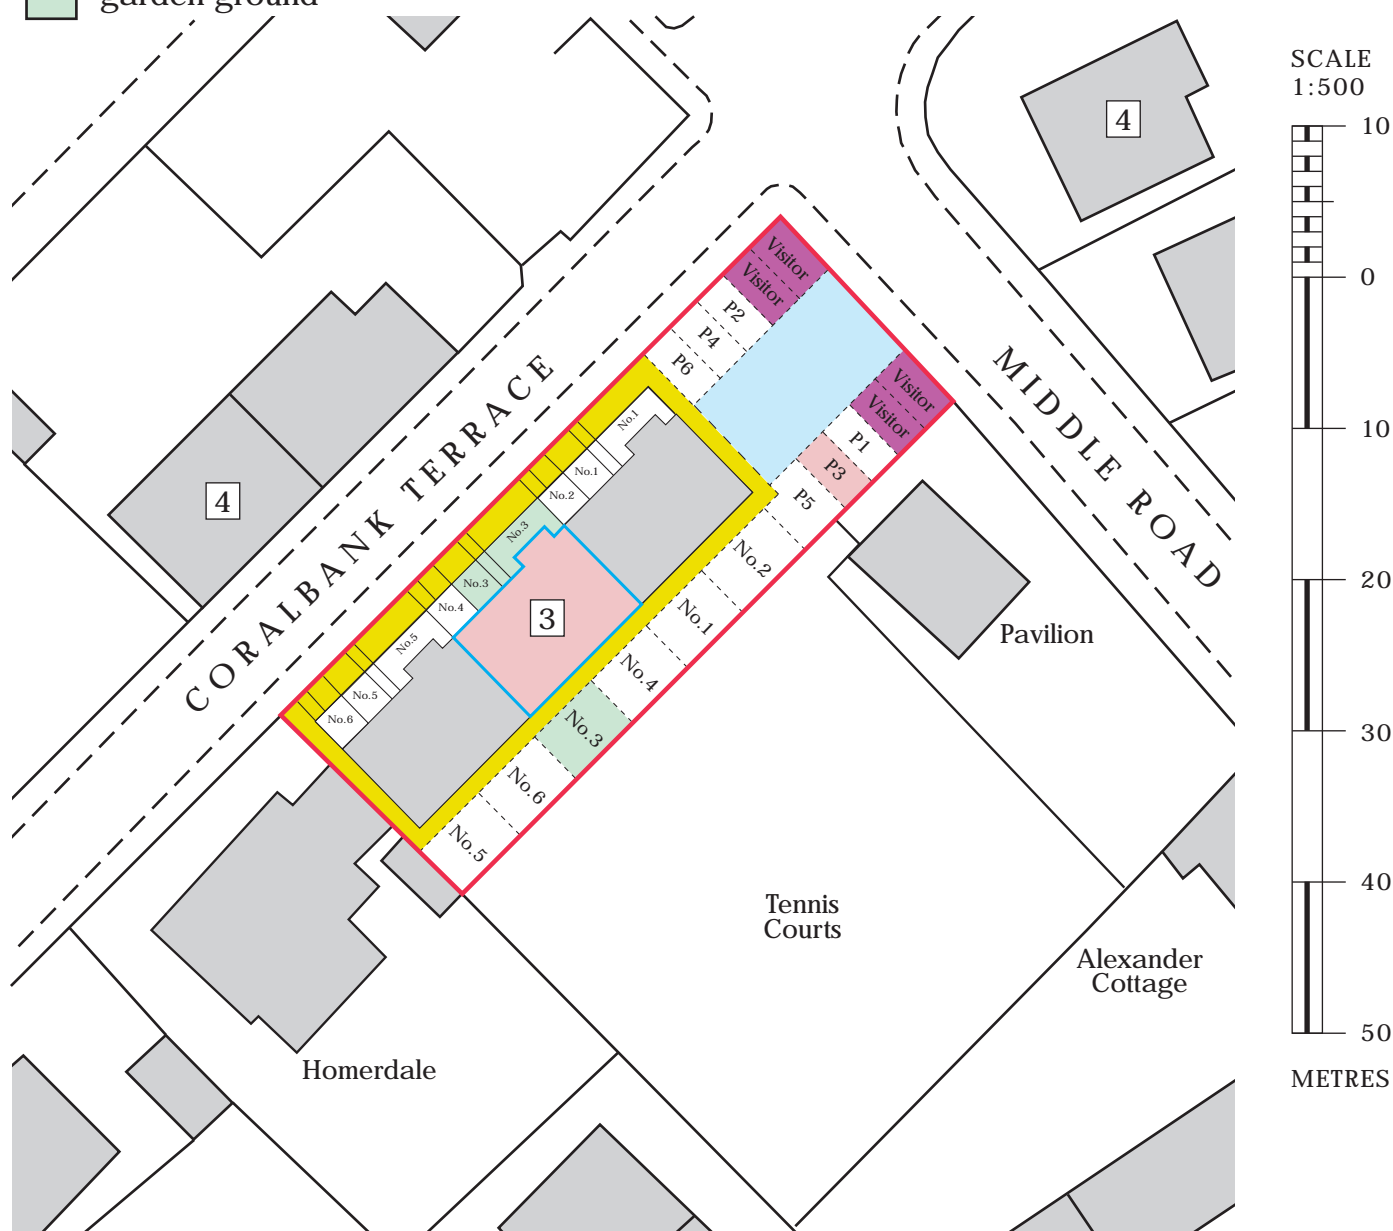 garden ground
SCALE
1:500
10
0
10
20
30
40
50
METRES
4
4
CORALBANK TERRACE
MIDDLE ROAD
Visitor
Visitor
P2
P4
P6
Visitor
Visitor
P1
P3
P5
No.2
No.1
No.4
No.3
No.6
No.5
No.1
No.1
No.2
No.3
No.3
No.4
No.5
No.5
No.6
3
Pavilion
Tennis
Courts
Alexander
Cottage
Homerdale